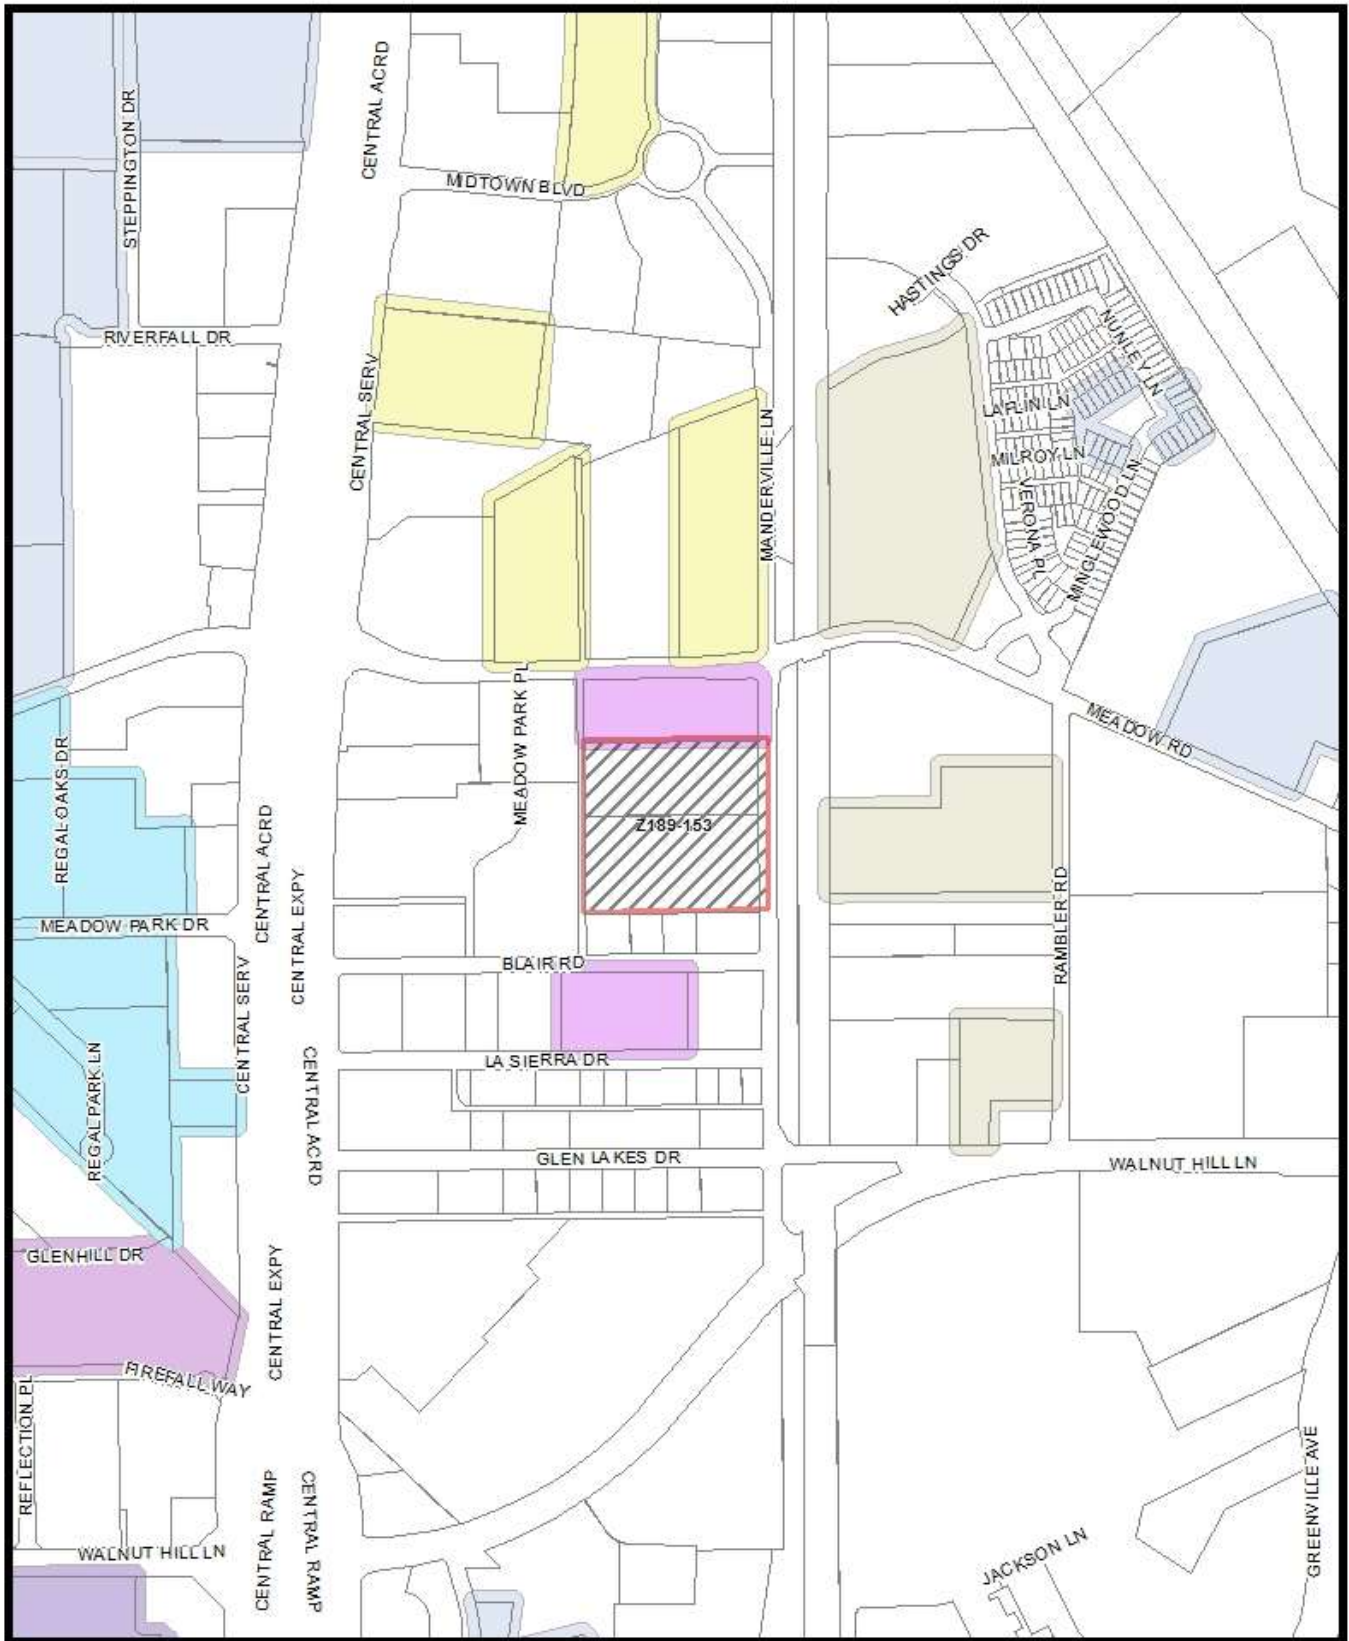 CENTRAL ACRD
STEPPINGTON DR
MIDTOWN BLVD
HASTINGS DR
RIVERFALL DR
NUNLEY LN
CENTRAL SERV
LAFLIN LN
MANDERVILLE LN
MILROY LN
VERONA PL
MINGLEWOOD LN
MEADOW PARK PL
MEADOW RD
REGAL OAKS DR
Z189-153
CENTRAL ACRD
CENTRAL EXPY
MEADOW PARK DR
RAMBLER RD
BLAIR RD
CENTRAL SERV
LA SIERRA DR
REGAL PARK LN
CENTRAL ACRD
GLEN LAKES DR
WALNUT HILL LN
GLENHILL DR
CENTRAL EXPY
FIREFALL WAY
REFLECTION PL
GREENVILLE AVE
CENTRAL RAMP
CENTRAL RAMP
WALNUT HILL LN
JACKSON LN